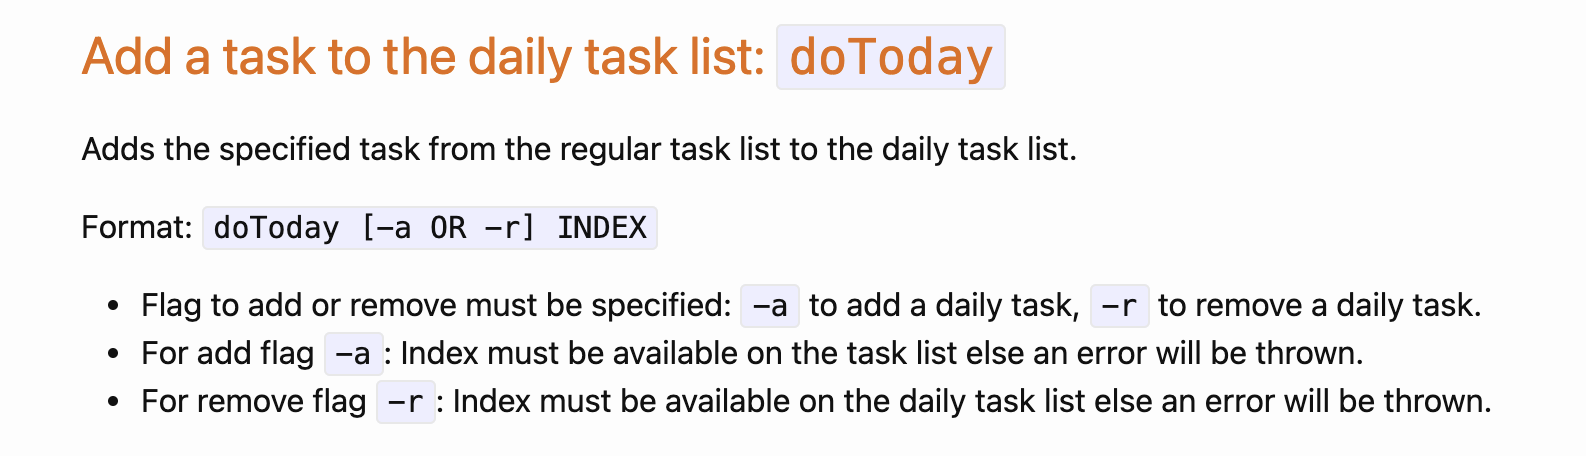 Add a task to the daily task list: doToday
Adds the specified task from the regular task list to the daily task list.
Format: doToday [-a OR -r] INDEX
• Flag to add or remove must be specified: -a to add a daily task, -r to remove a daily task.
• For add flag -a: Index must be available on the task list else an error will be thrown.
• For remove flag -r: Index must be available on the daily task list else an error will be thrown.